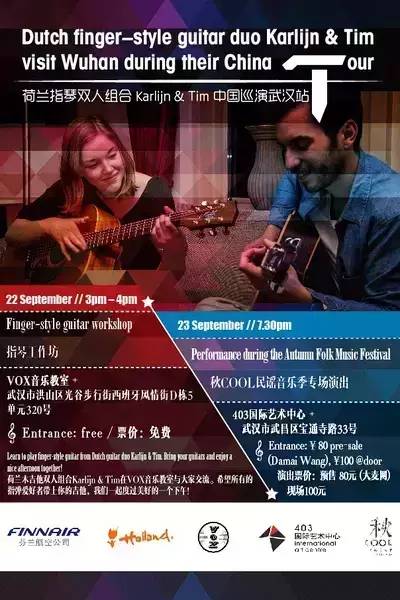 Dutch finger-style guitar duo Karlijn & Tim
visit Wuhan during their China Tour
荷兰指琴双人组合 Karlijn & Tim 中国巡演武汉站
22 September // 3pm - 4pm
Finger-style guitar workshop
指琴工作坊
VOX音乐教室
武汉市洪山区光谷步行街西班牙风情街D栋5
单元320号
Entrance: free / 票价：免费
Learn to play finger-style guitar from Dutch guitar duo Karlijn & Tim. Bring your guitars and enjoy a
nice afternoon together!
荷兰木吉他双人组合Karlijn & Tim在VOX音乐教室与大家交流。希望所有的
指弹爱好者带上你的吉他，我们一起度过美好的一个下午！
23 September // 7.30pm
Performance during the Autumn Folk Music Festival
秋COOL民谣音乐季专场演出
403国际艺术中心
武汉市武昌区宝通寺路33号
Entrance: ¥ 80 pre-sale
(Damai Wang), ¥100 @door
演出票价：预售 80元 (大麦网)
现场100元
FINNAIR
芬兰航空公司
Holland.
VOX
403
国际艺术中心
international
art centre
秋
COOL